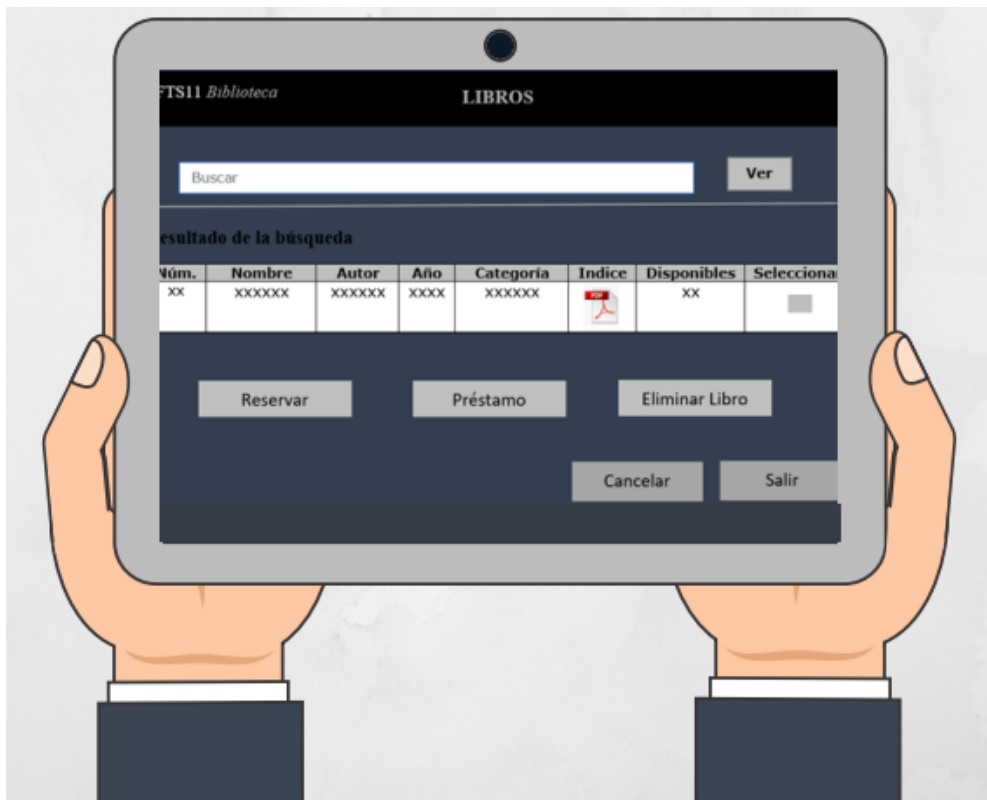 FTS11 Biblioteca
LIBROS
Buscar
Ver
esultado de la búsqueda
Núm. Nombre Autor Año Categoría Indice Disponibles Selecciona
xx xxxxxx xxxxxx xxxx xxxxxx PDF xx
Reservar Préstamo Eliminar Libro
Cancelar Salir